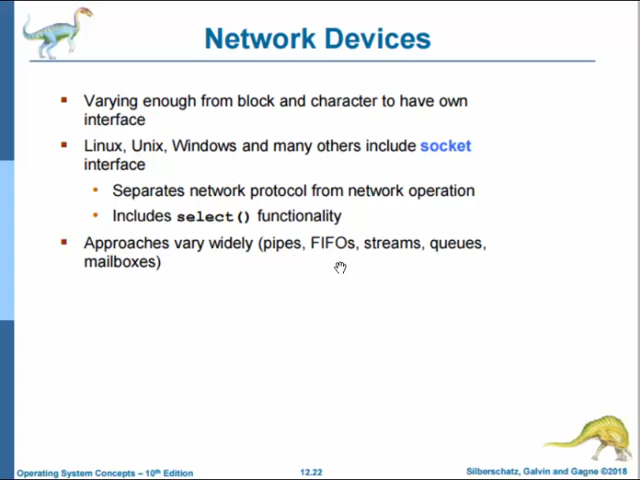 Network Devices
Varying enough from block and character to have own
interface
Linux, Unix, Windows and many others include socket
interface
Separates network protocol from network operation
Includes select() functionality
Approaches vary widely (pipes, FIFOs, streams, queues,
mailboxes)
Operating System Concepts – 10th Edition
12.22
Silberschatz, Galvin and Gagne ©2018